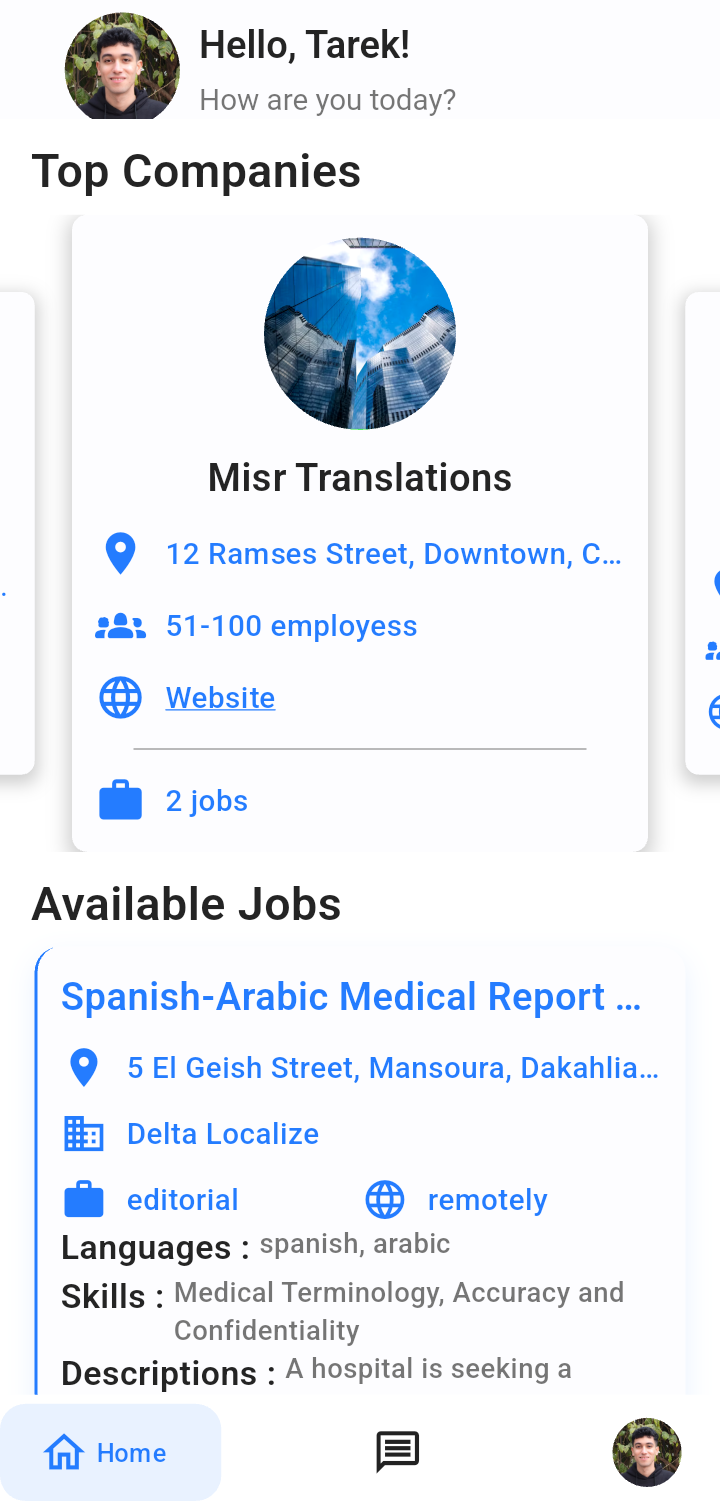 Hello, Tarek!
How are you today?
Top Companies
Misr Translations
12 Ramses Street, Downtown, C...
51-100 employess
Website
2 jobs
Available Jobs
Spanish-Arabic Medical Report ...
5 El Geish Street, Mansoura, Dakahlia...
Delta Localize
editorial remotely
Languages : spanish, arabic
Skills : Medical Terminology, Accuracy and
Confidentiality
Descriptions : A hospital is seeking a
Home